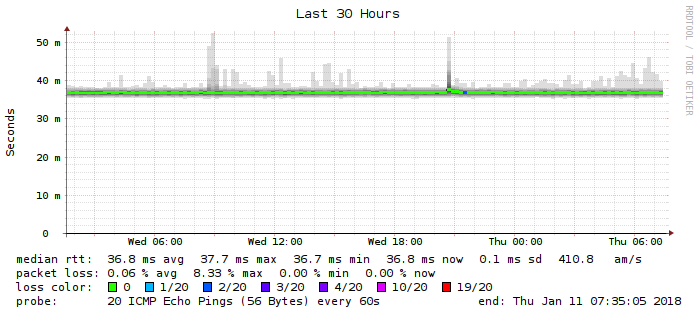 Last 30 Hours
RRDTOOL / TOBI OETIKER
Seconds
50 m
40 m
30 m
20 m
10 m
0
Wed 06:00 Wed 12:00 Wed 18:00 Thu 00:00 Thu 06:00
median rtt: 36.8 ms avg 37.7 ms max 36.7 ms min 36.8 ms now 0.1 ms sd 410.8 am/s
packet loss: 0.06 % avg 8.33 % max 0.00 % min 0.00 % now
loss color: 0 1/20 2/20 3/20 4/20 10/20 19/20
probe: 20 ICMP Echo Pings (56 Bytes) every 60s end: Thu Jan 11 07:35:05 2018